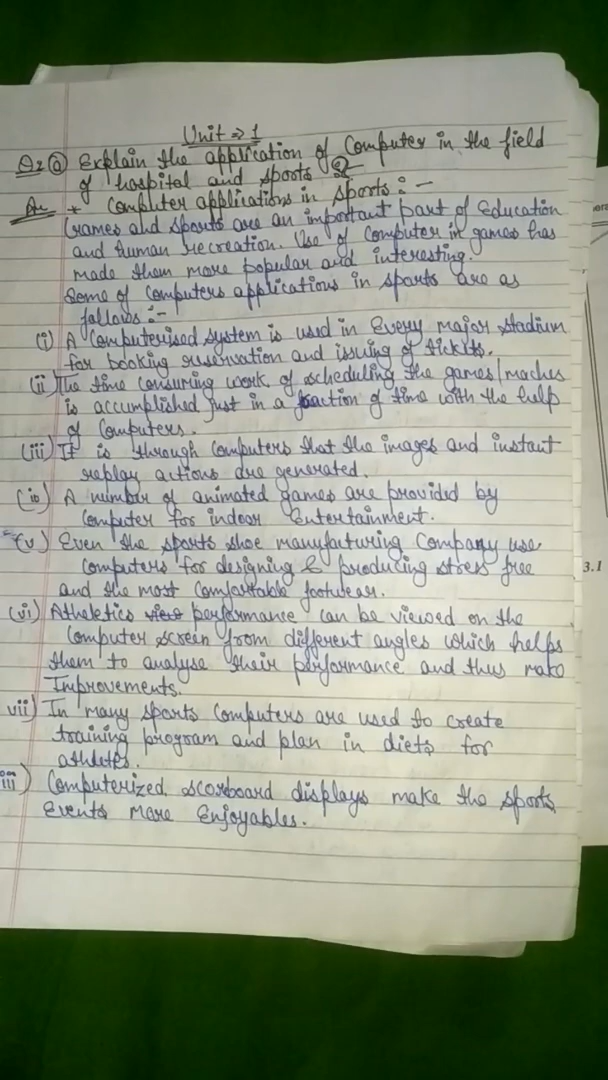 Unit ⇒ 1
Q2 (a) Explain the application of Computer in the field
of hospital and sports ?
Ans * Computer applications in sports : -
Games and sports are an important part of Education
and human recreation. Use of Computer in games has
made them more popular and interesting.
Some of Computers applications in sports are as
follows :-
(i) A Computerised system is used in Every major stadium
for booking reservation and issuing of tickits.
(ii) The time consuming work of scheduling the games/maches
is accumplished just in a fraction of time with the help
of Computers.
(iii) It is through Computers that the images and instant
replay actions due generated.
(iv) A number of animated games are provided by
Computer for indoor Entertainment.
(v) Even the sports shoe manufacturing Company use
Computers for designing & producing stress free
and the most Comfortable footwear.
(vi) Atheletics performance can be viewed on the
Computer screen from different angles which helps
them to analyse their performance and thus make
Improvements.
vii) In many sports Computers are used to create
training program and plan in diets for
athletes.
iii) Computerized scorboard displays make the sports
Events more Enjoyables.
3.1